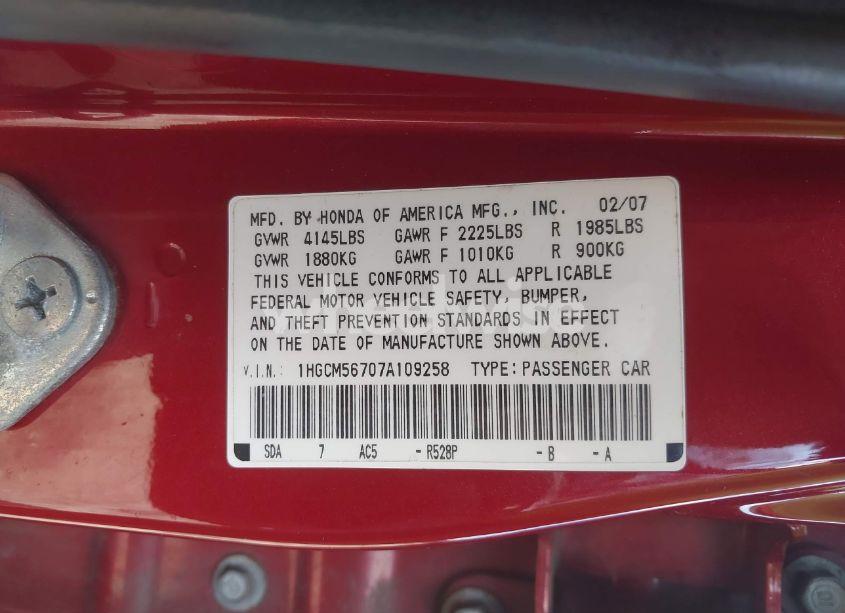 MFD. BY HONDA OF AMERICA MFG., INC. 02/07
GVWR 4145LBS GAWR F 2225LBS R 1985LBS
GVWR 1880KG GAWR F 1010KG R 900KG
THIS VEHICLE CONFORMS TO ALL APPLICABLE
FEDERAL MOTOR VEHICLE SAFETY, BUMPER,
AND THEFT PREVENTION STANDARDS IN EFFECT
ON THE DATE OF MANUFACTURE SHOWN ABOVE.
V.I.N.: 1HGCM56707A109258 TYPE: PASSENGER CAR
SDA 7 AC5 -R528P -B -A